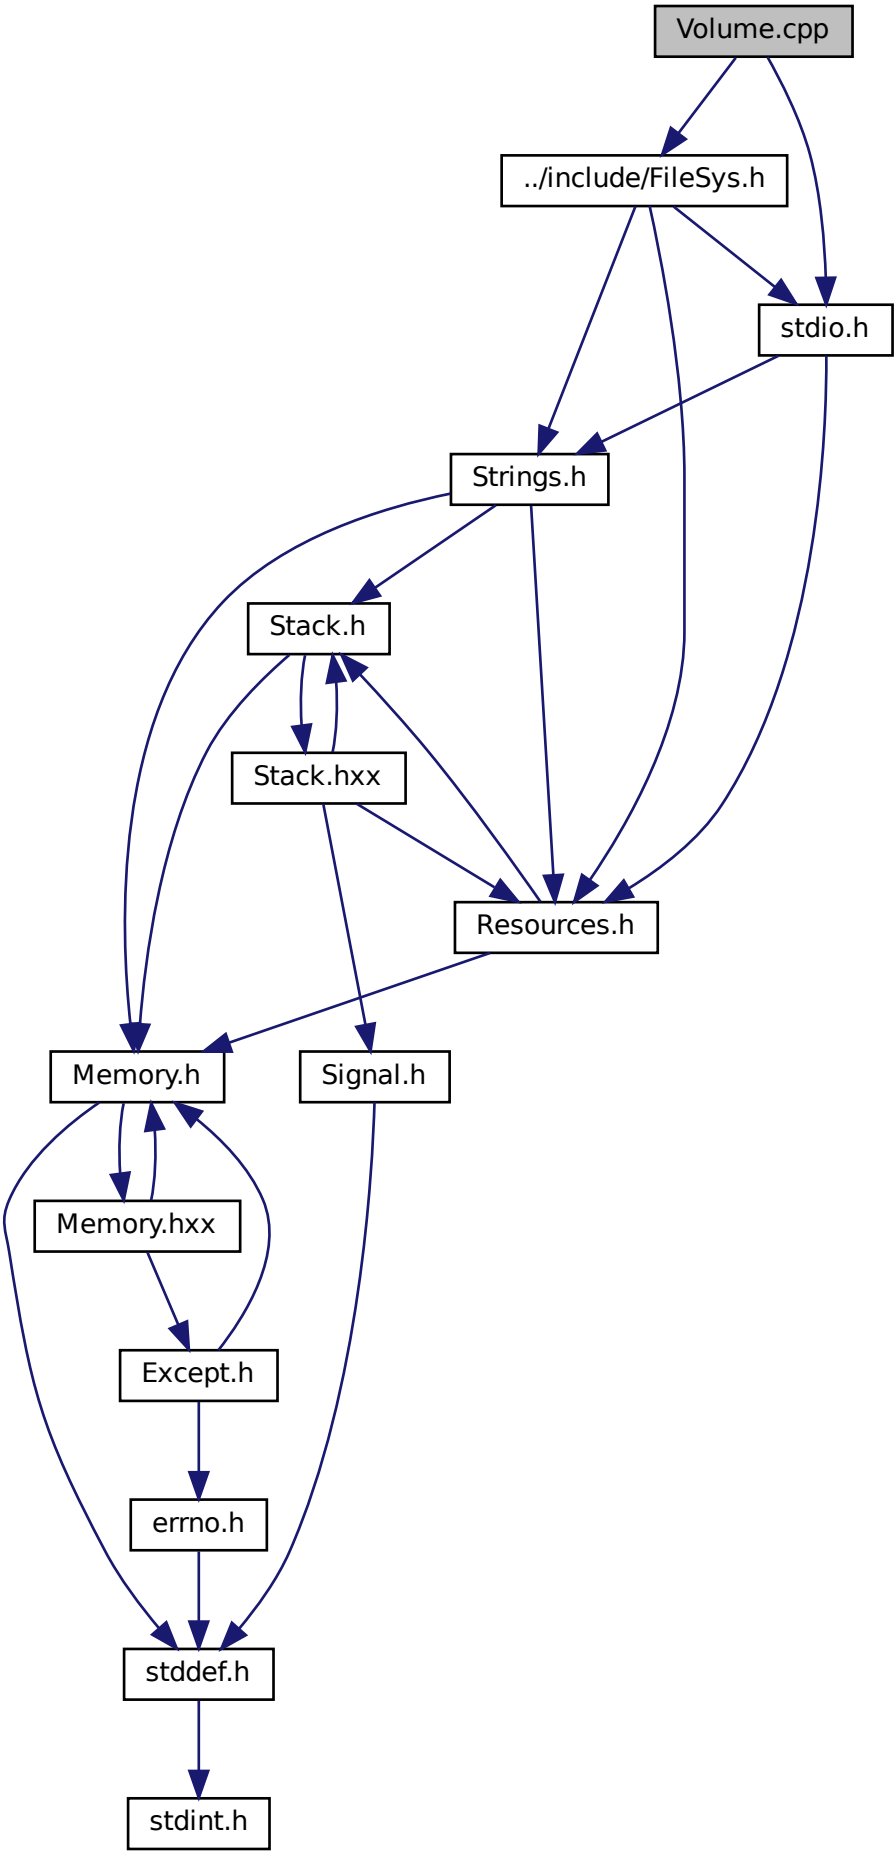 Volume.cpp
../include/FileSys.h
stdio.h
Strings.h
Stack.h
Stack.hxx
Resources.h
Memory.h
Signal.h
Memory.hxx
Except.h
errno.h
stddef.h
stdint.h